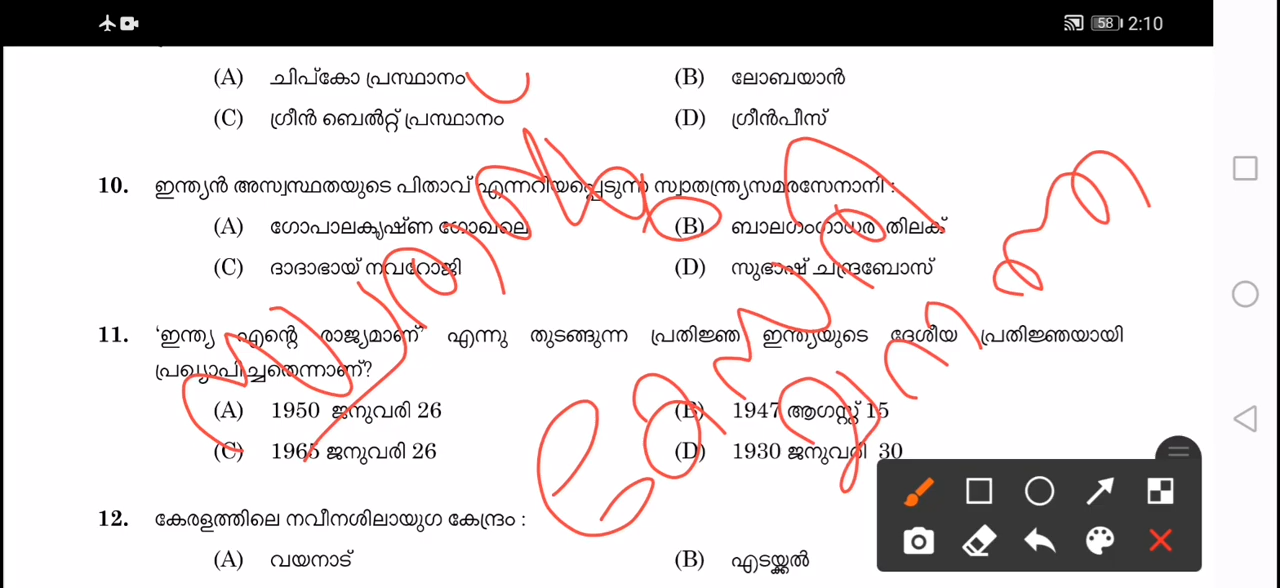 58 2:10
(A) ചിപ്കോ പ്രസ്ഥാനം (B) ലോബയാൻ
(C) ഗ്രീൻ ബെൽറ്റ് പ്രസ്ഥാനം (D) ഗ്രീൻപീസ്
10. ഇന്ത്യൻ അസ്വസ്ഥതയുടെ പിതാവ് എന്നറിയപ്പെടുന്ന സ്വാതന്ത്ര്യസമരസേനാനി :
(A) ഗോപാലകൃഷ്ണ ഗോഖലെ (B) ബാലഗംഗാധര തിലക്
(C) ദാദാഭായ് നവറോജി (D) സുഭാഷ് ചന്ദ്രബോസ്
11. 'ഇന്ത്യ എന്റെ രാജ്യമാണ്' എന്നു തുടങ്ങുന്ന പ്രതിജ്ഞ ഇന്ത്യയുടെ ദേശീയ പ്രതിജ്ഞയായി
പ്രഖ്യാപിച്ചതെന്നാണ്?
(A) 1950 ജനുവരി 26 (B) 1947 ആഗസ്റ്റ് 15
(C) 1965 ജനുവരി 26 (D) 1930 ജനുവരി 30
12. കേരളത്തിലെ നവീനശിലായുഗ കേന്ദ്രം :
(A) വയനാട് (B) എടയ്ക്കൽ